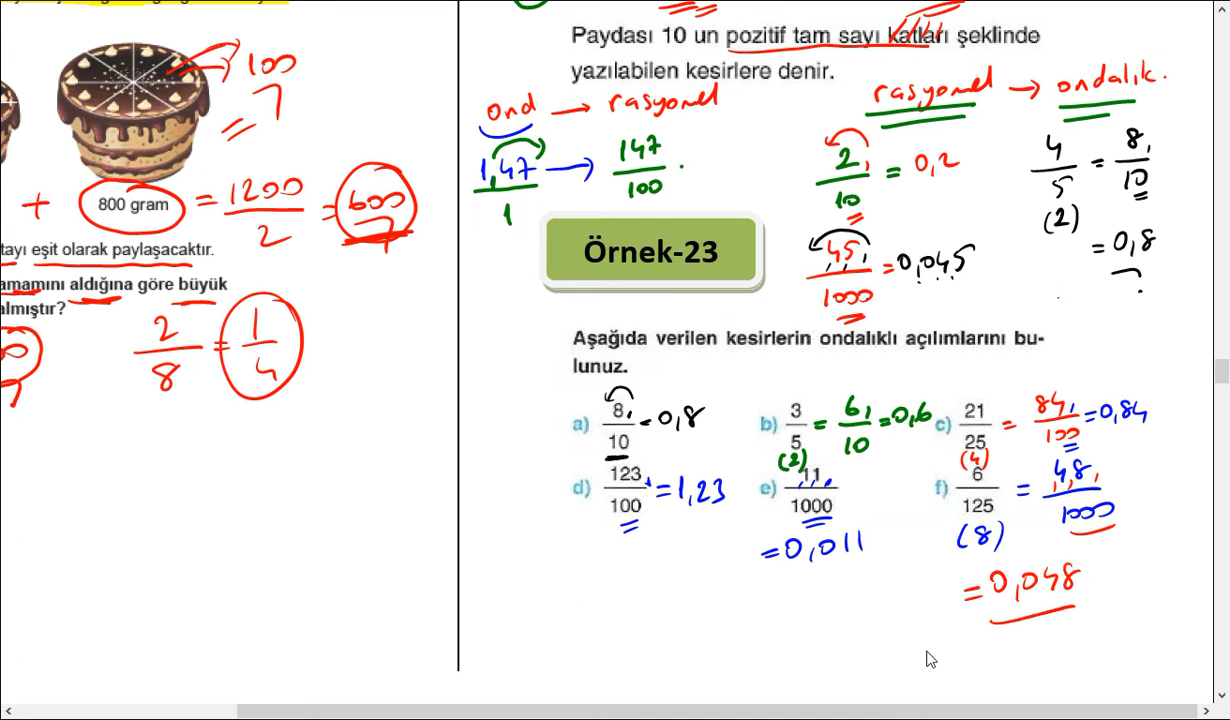 100
7
+ 800 gram = 1200/2 = 600
tayı eşit olarak paylaşacaktır.
amamını aldığına göre büyük
almıştır?
2/8 = 1/4
Paydası 10 un pozitif tam sayı katları şeklinde
yazılabilen kesirlere denir.
ond → rasyonel
1,47 → 147/100
1
rasyonel → ondalık.
2/10 = 0,2
4/5 = 8/10
(2)
= 0,8
45/1000 = 0,045
Örnek-23
Aşağıda verilen kesirlerin ondalıklı açılımlarını bu-
lunuz.
a) 8/10 = 0,8
b) 3/5 = 6/10 = 0,6
(2)
c) 21/25 = 84/100 = 0,84
(4)
d) 123/100 = 1,23
e) 11/1000
= 0,011
f) 6/125 = 48/1000
(8)
= 0,048